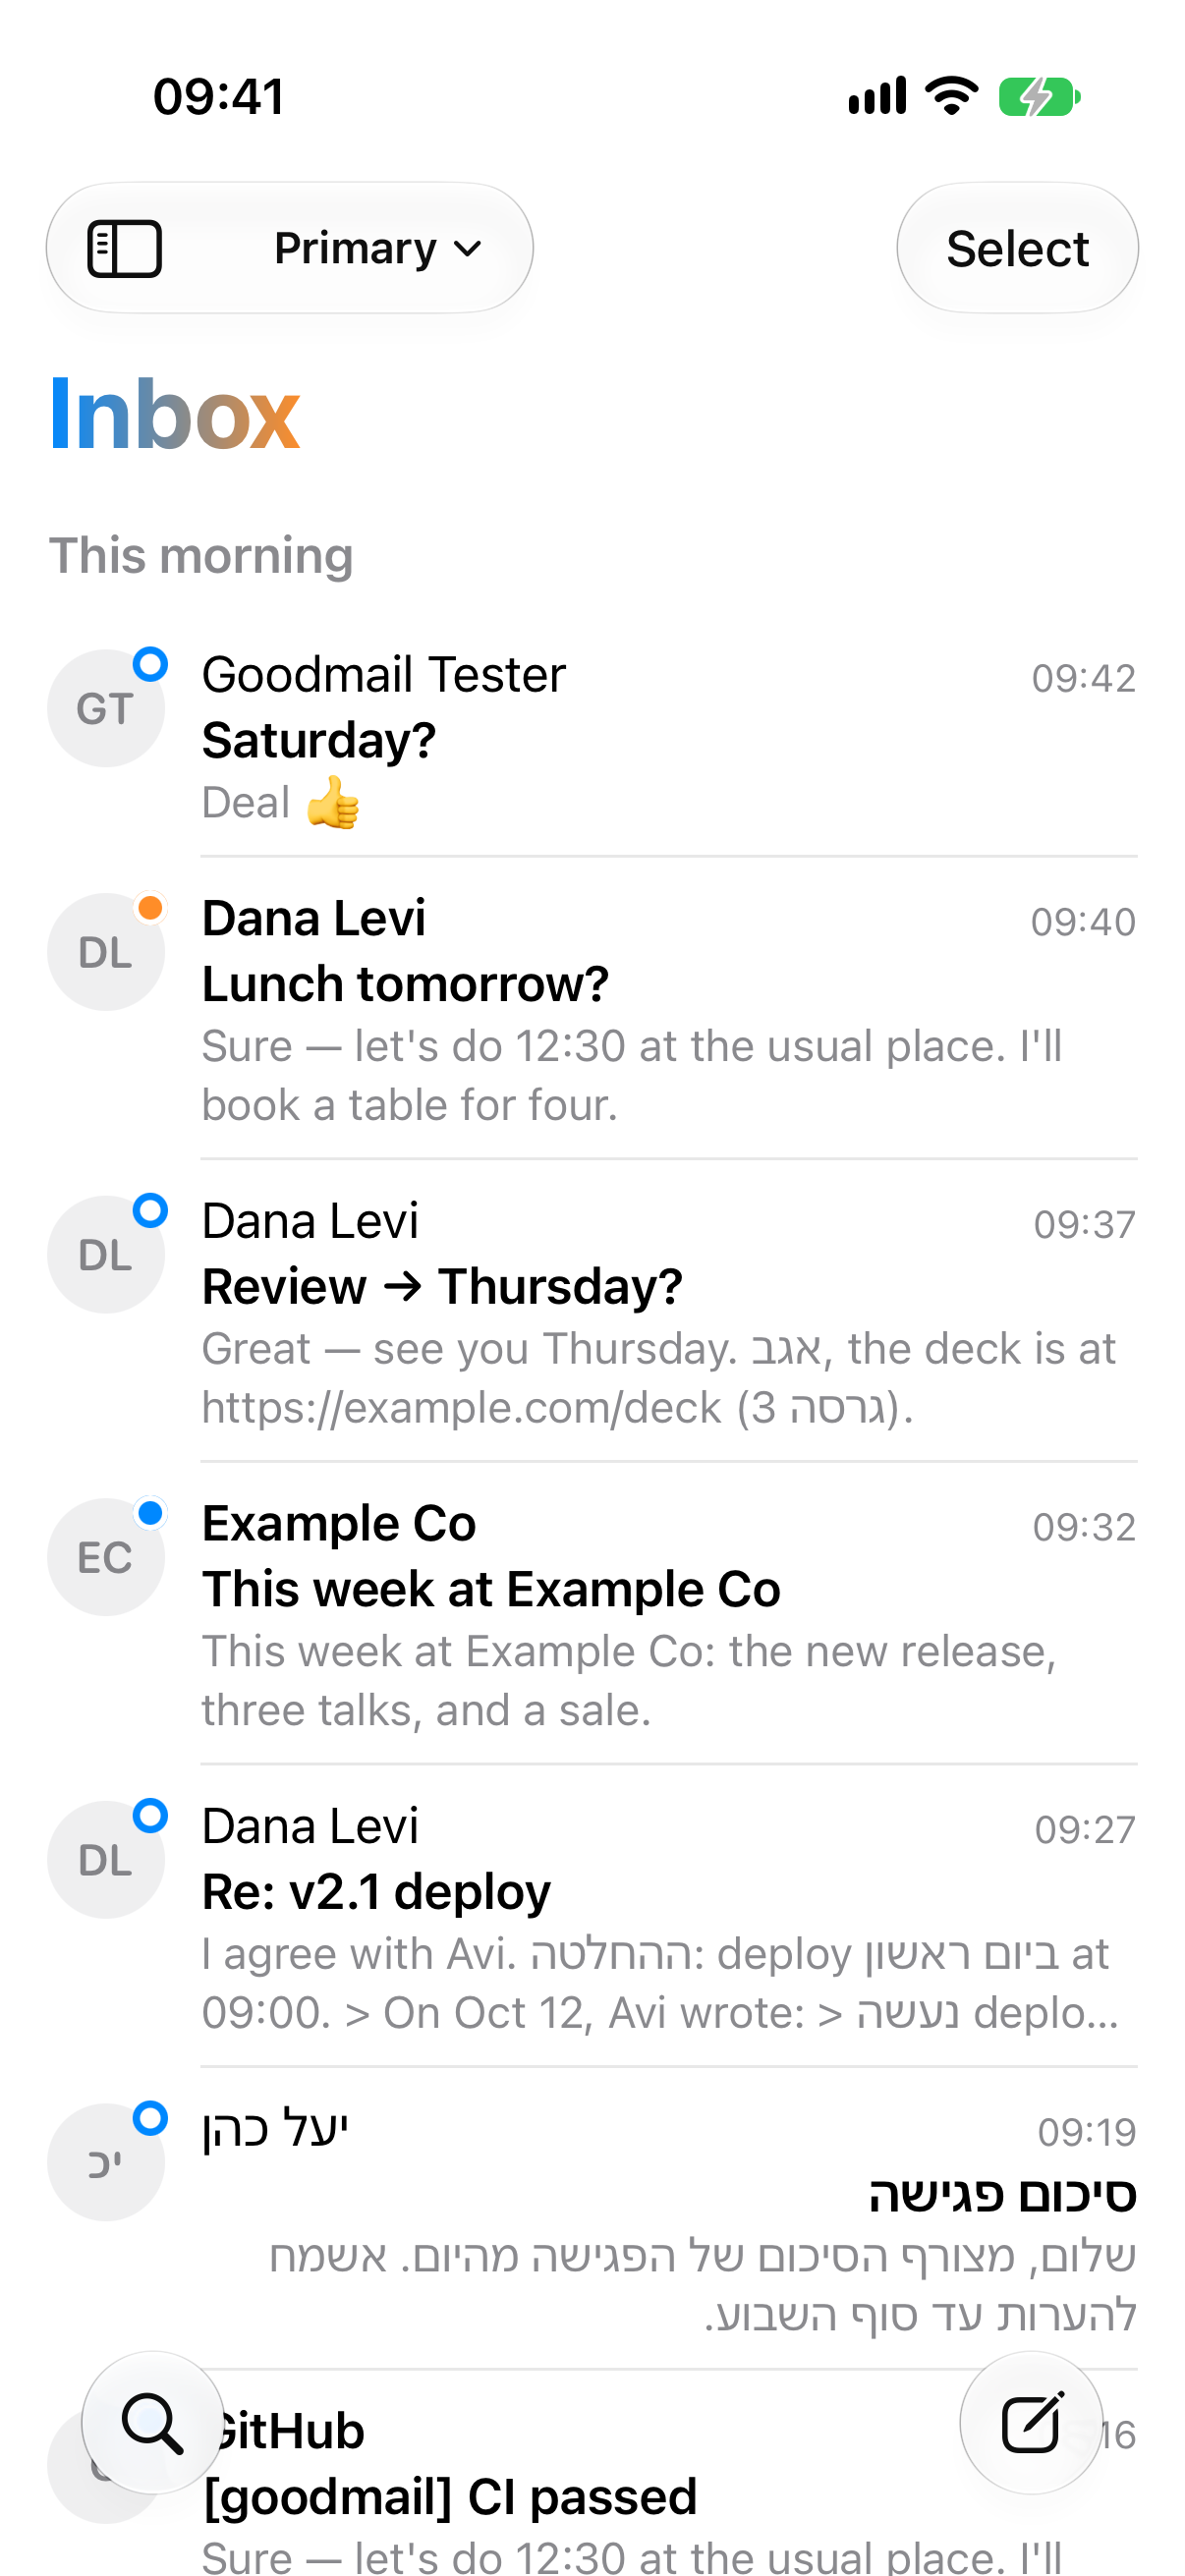 09:41
Primary
Select
Inbox
This morning
GT
Goodmail Tester
09:42
Saturday?
Deal 👍
DL
Dana Levi
09:40
Lunch tomorrow?
Sure — let's do 12:30 at the usual place. I'll
book a table for four.
DL
Dana Levi
09:37
Review → Thursday?
Great — see you Thursday. אגב, the deck is at
https://example.com/deck (גרסה 3).
EC
Example Co
09:32
This week at Example Co
This week at Example Co: the new release,
three talks, and a sale.
DL
Dana Levi
09:27
Re: v2.1 deploy
I agree with Avi. ההחלטה: deploy ביום ראשון at
09:00. > On Oct 12, Avi wrote: > נעשה deplo...
יכ
יעל כהן
09:19
סיכום פגישה
שלום, מצורף הסיכום של הפגישה מהיום. אשמח
להערות עד סוף השבוע.
GitHub
16
[goodmail] CI passed
Sure — let's do 12:30 at the usual place. I'll